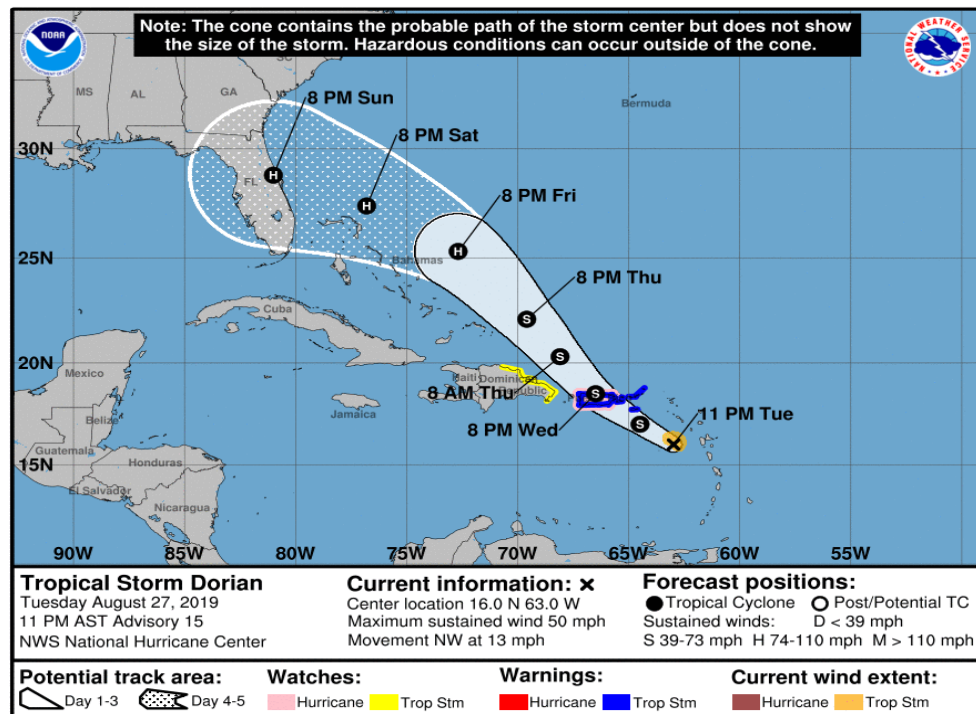 Note: The cone contains the probable path of the storm center but does not show
the size of the storm. Hazardous conditions can occur outside of the cone.
NOAA
NATIONAL WEATHER SERVICE
MS
AL
GA
SC
8 PM Sun
Bermuda
8 PM Sat
30N
FL
H
H
8 PM Fri
H
25N
Bahamas
8 PM Thu
S
Cuba
S
20N
Mexico
Haiti
Dominican
Republic
8 AM Thu
S
11 PM Tue
Jamaica
Belize
8 PM Wed
S
Guatemala
15N
Honduras
El Salvador
Nicaragua
90W 85W 80W 75W 70W 65W 60W 55W
Tropical Storm Dorian
Tuesday August 27, 2019
11 PM AST Advisory 15
NWS National Hurricane Center
Current information: ✖
Center location 16.0 N 63.0 W
Maximum sustained wind 50 mph
Movement NW at 13 mph
Forecast positions:
Tropical Cyclone Post/Potential TC
Sustained winds: D < 39 mph
S 39-73 mph H 74-110 mph M > 110 mph
Potential track area:
Day 1-3 Day 4-5
Watches:
Hurricane Trop Stm
Warnings:
Hurricane Trop Stm
Current wind extent:
Hurricane Trop Stm